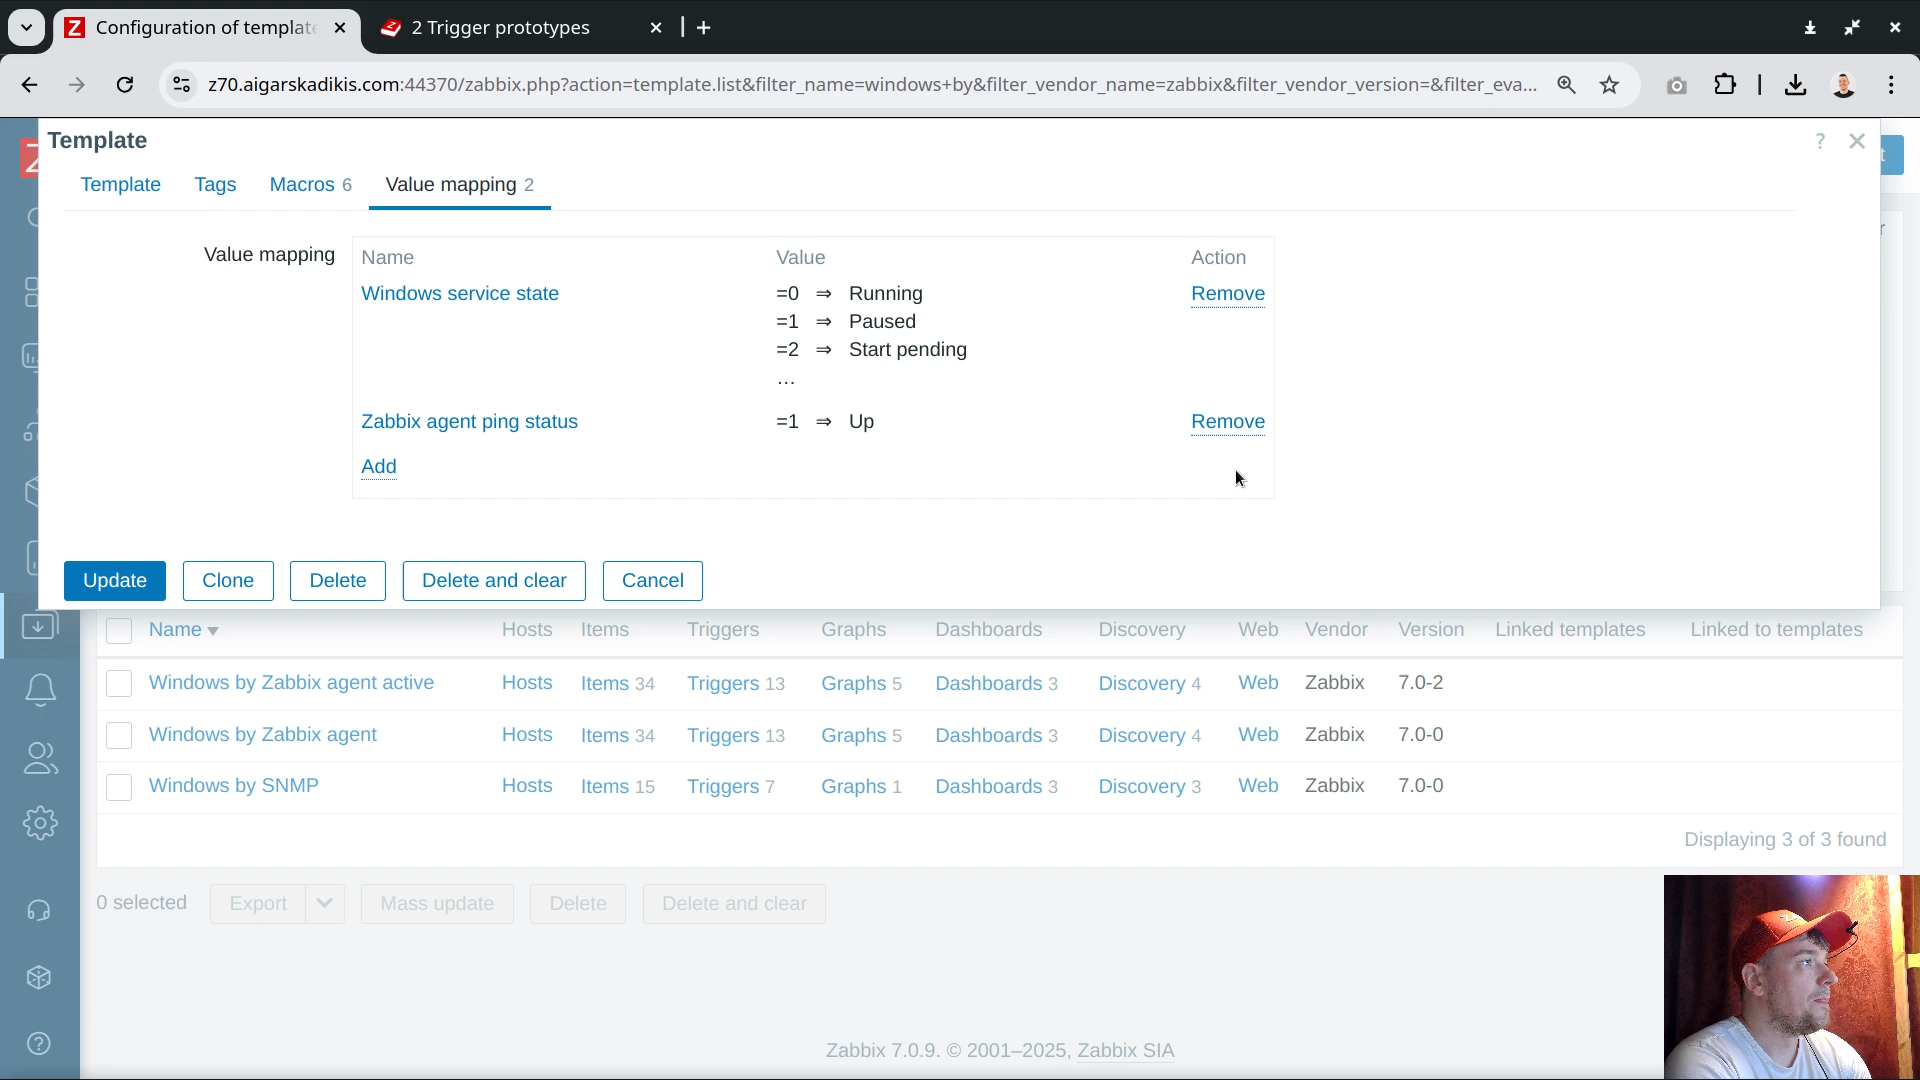 Configuration of template
2 Trigger prototypes
z70.aigarskadikis.com:44370/zabbix.php?action=template.list&filter_name=windows+by&filter_vendor_name=zabbix&filter_vendor_version=&filter_eva...
Template
Template Tags Macros 6 Value mapping 2
Value mapping
Name Value Action
Windows service state =0 ⇒ Running Remove
=1 ⇒ Paused
=2 ⇒ Start pending
...
Zabbix agent ping status =1 ⇒ Up Remove
Add
Update Clone Delete Delete and clear Cancel
Name Hosts Items Triggers Graphs Dashboards Discovery Web Vendor Version Linked templates Linked to templates
Windows by Zabbix agent active Hosts Items 34 Triggers 13 Graphs 5 Dashboards 3 Discovery 4 Web Zabbix 7.0-2
Windows by Zabbix agent Hosts Items 34 Triggers 13 Graphs 5 Dashboards 3 Discovery 4 Web Zabbix 7.0-0
Windows by SNMP Hosts Items 15 Triggers 7 Graphs 1 Dashboards 3 Discovery 3 Web Zabbix 7.0-0
Displaying 3 of 3 found
0 selected Export Mass update Delete Delete and clear
Zabbix 7.0.9. © 2001–2025, Zabbix SIA